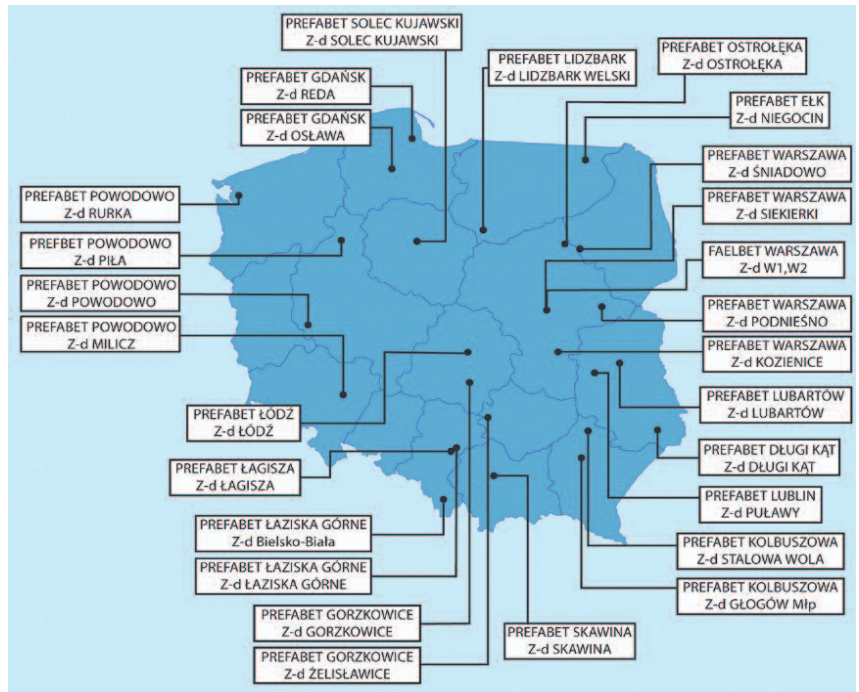 PREFABET SOLEC KUJAWSKI
Z-d SOLEC KUJAWSKI
PREFABET LIDZBARK
Z-d LIDZBARK WELSKI
PREFABET OSTROŁĘKA
Z-d OSTROŁĘKA
PREFABET GDAŃSK
Z-d REDA
PREFABET EŁK
Z-d NIEGOCIN
PREFABET GDAŃSK
Z-d OSŁAWA
PREFABET WARSZAWA
Z-d ŚNIADOWO
PREFABET POWODOWO
Z-d RURKA
PREFABET WARSZAWA
Z-d SIEKIERKI
PREFBET POWODOWO
Z-d PIŁA
FAELBET WARSZAWA
Z-d W1,W2
PREFABET POWODOWO
Z-d POWODOWO
PREFABET WARSZAWA
Z-d PODNIEŚNO
PREFABET POWODOWO
Z-d MILICZ
PREFABET WARSZAWA
Z-d KOZIENICE
PREFABET LUBARTÓW
Z-d LUBARTÓW
PREFABET ŁÓDŹ
Z-d ŁÓDŹ
PREFABET DŁUGI KĄT
Z-d DŁUGI KĄT
PREFABET ŁAGISZA
Z-d ŁAGISZA
PREFABET LUBLIN
Z-d PUŁAWY
PREFABET ŁAZISKA GÓRNE
Z-d Bielsko-Biała
PREFABET KOLBUSZOWA
Z-d STALOWA WOLA
PREFABET ŁAZISKA GÓRNE
Z-d ŁAZISKA GÓRNE
PREFABET KOLBUSZOWA
Z-d GŁOGÓW Młp
PREFABET GORZKOWICE
Z-d GORZKOWICE
PREFABET SKAWINA
Z-d SKAWINA
PREFABET GORZKOWICE
Z-d ŻELISŁAWICE